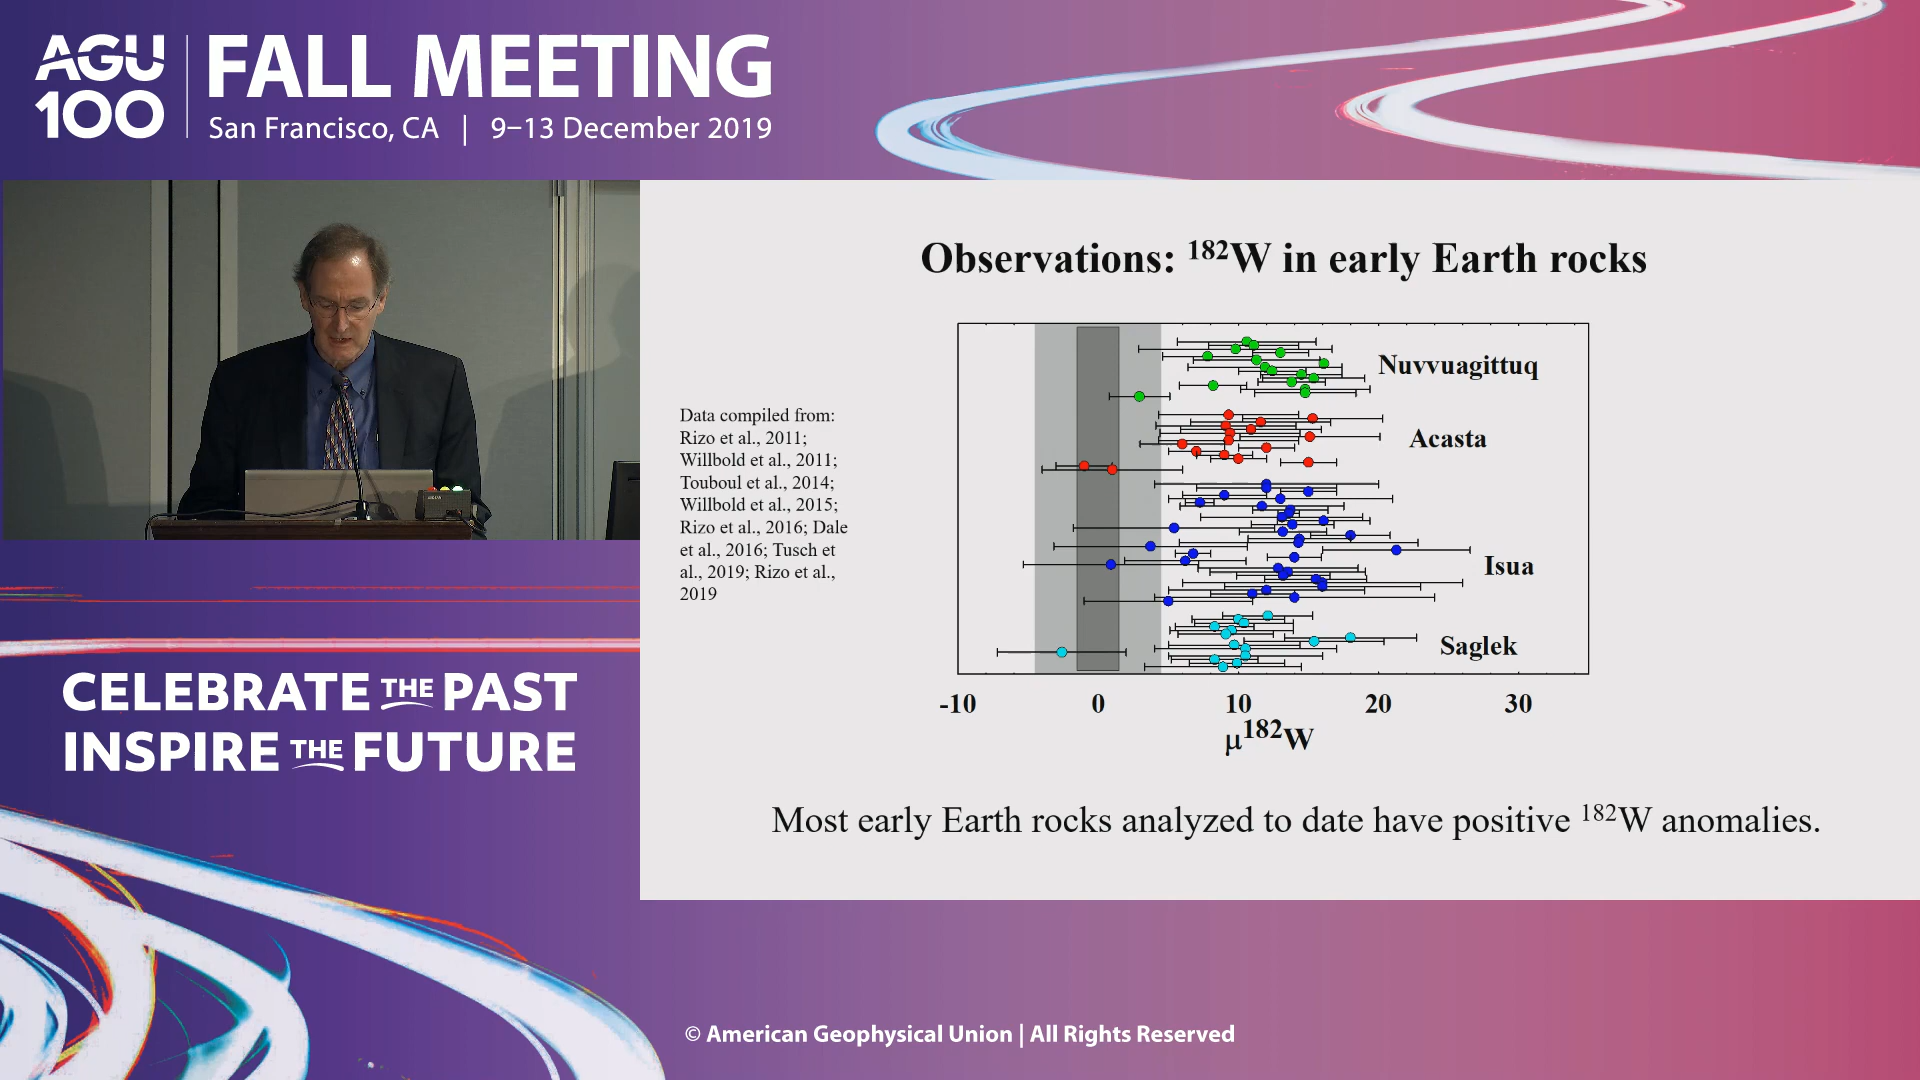 AGU
100
FALL MEETING
San Francisco, CA | 9–13 December 2019
Observations: ¹⁸²W in early Earth rocks
Data compiled from:
Rizo et al., 2011;
Willbold et al., 2011;
Touboul et al., 2014;
Willbold et al., 2015;
Rizo et al., 2016; Dale
et al., 2016; Tusch et
al., 2019; Rizo et al.,
2019
Nuvvuagittuq
Acasta
Isua
Saglek
-10 0 10 20 30
μ¹⁸²W
Most early Earth rocks analyzed to date have positive ¹⁸²W anomalies.
CELEBRATE THE PAST
INSPIRE THE FUTURE
© American Geophysical Union | All Rights Reserved